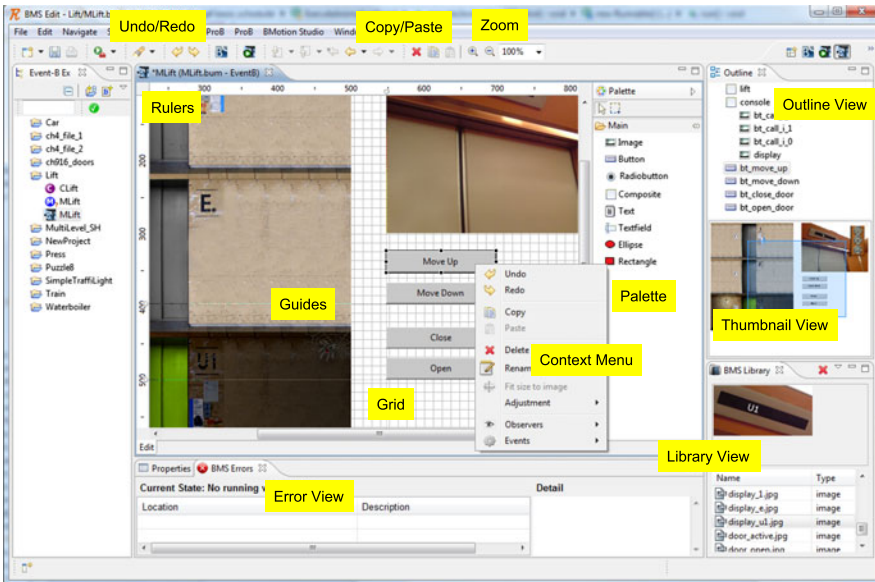 BMS Edit - Lift/MLift.b
Undo/Redo
Copy/Paste
Zoom
File Edit Navigate ProB ProB BMotion Studio
100%
Event-B Ex
*MLift (MLift.bum - EventB)
Car
ch4_file_1
ch4_file_2
ch916_doors
Lift
CLift
MLift
MLift
MultiLevel_SH
NewProject
Press
Puzzle8
SimpleTraffiLight
Train
Waterboiler
Rulers
300 400 500 600 700 800
200
300
400
500
E.
U1
Guides
Grid
Move Up
Move Down
Close
Open
Undo
Redo
Copy
Paste
Delete
Context Menu
Fit size to image
Adjustment
Observers
Events
Edit
Palette
Main
Image
Button
Radiobutton
Composite
Text
Textfield
Ellipse
Rectangle
Palette
Outline
Outline View
lift
console
bt_call_i_1
bt_call_i_0
display
bt_move_up
bt_move_down
bt_close_door
bt_open_door
Thumbnail View
BMS Library
U1
Library View
Name Type
display_1.jpg image
display_e.jpg image
display_u1.jpg image
door_active.jpg image
door_open.jpg image
Properties BMS Errors
Current State: No running
Error View
Detail
Location Description